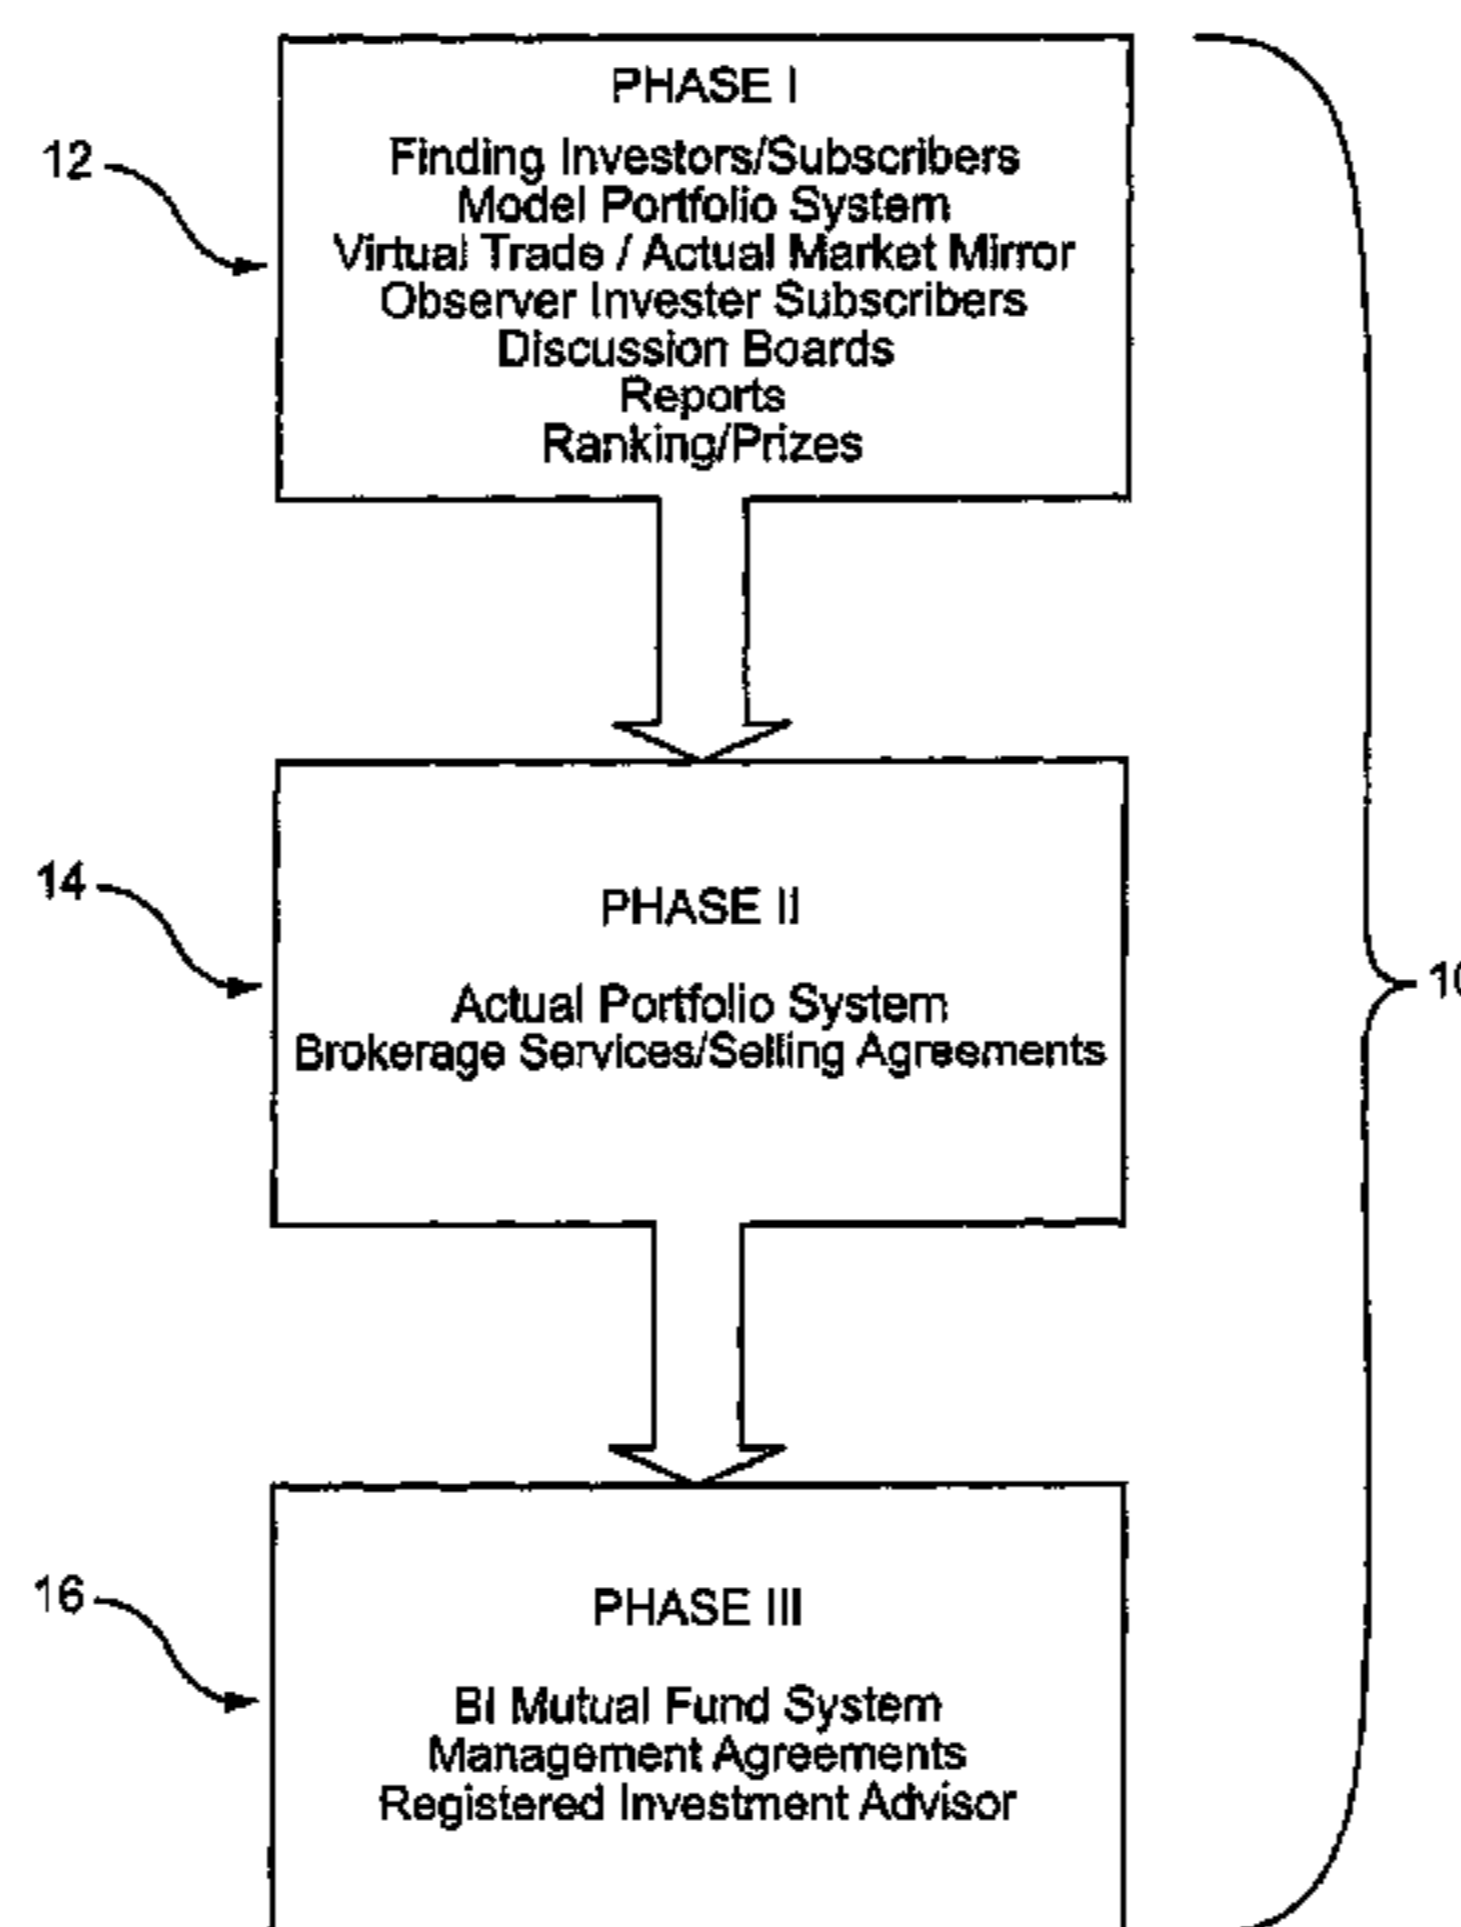 PHASE I
Finding Investors/Subscribers
Model Portfolio System
Virtual Trade / Actual Market Mirror
Observer Invester Subscribers
Discussion Boards
Reports
Ranking/Prizes
12
PHASE II
Actual Portfolio System
Brokerage Services/Selling Agreements
14
10
PHASE III
BI Mutual Fund System
Management Agreements
Registered Investment Advisor
16